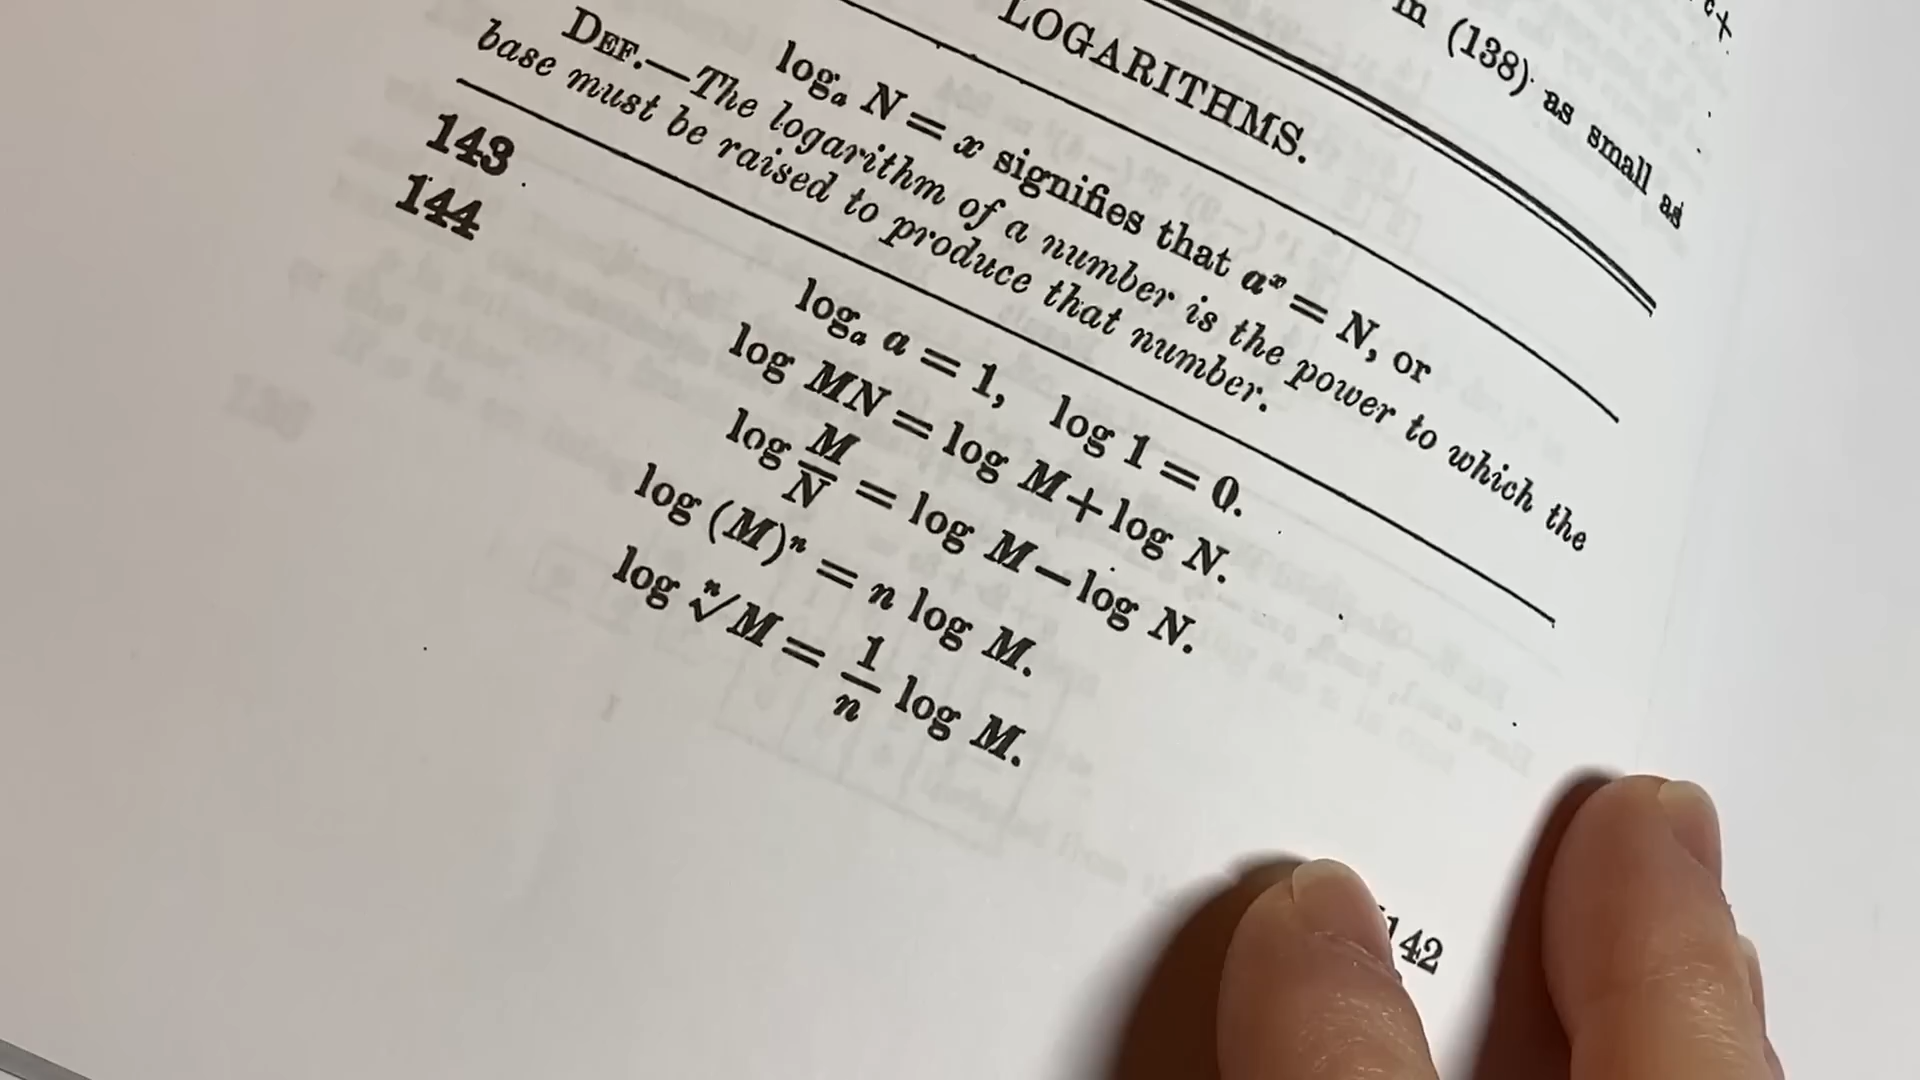 in (138) as small as
LOGARITHMS.
logₐ N = x signifies that aˣ = N, or
DEF.—The logarithm of a number is the power to which the
base must be raised to produce that number.
143
144
logₐ a = 1, log 1 = 0.
log MN = log M + log N.
log M/N = log M − log N.
log (M)ⁿ = n log M.
log ⁿ√M = 1/n log M.
142